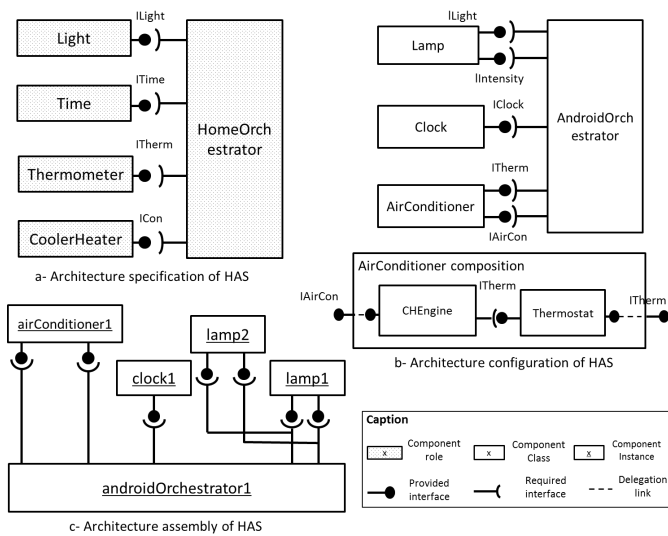 ILight
Light
ITime
Time
HomeOrch
estrator
ITherm
Thermometer
ICon
CoolerHeater
a- Architecture specification of HAS
ILight
Lamp
IIntensity
IClock
Clock
AndroidOrch
estrator
ITherm
AirConditioner
IAirCon
AirConditioner composition
IAirCon
ITherm
ITherm
CHEngine
Thermostat
b- Architecture configuration of HAS
airConditioner1
lamp2
clock1
lamp1
androidOrchestrator1
c- Architecture assembly of HAS
Caption
x
Component
role
x
Component
Class
x
Component
Instance
Provided
interface
Required
interface
Delegation
link